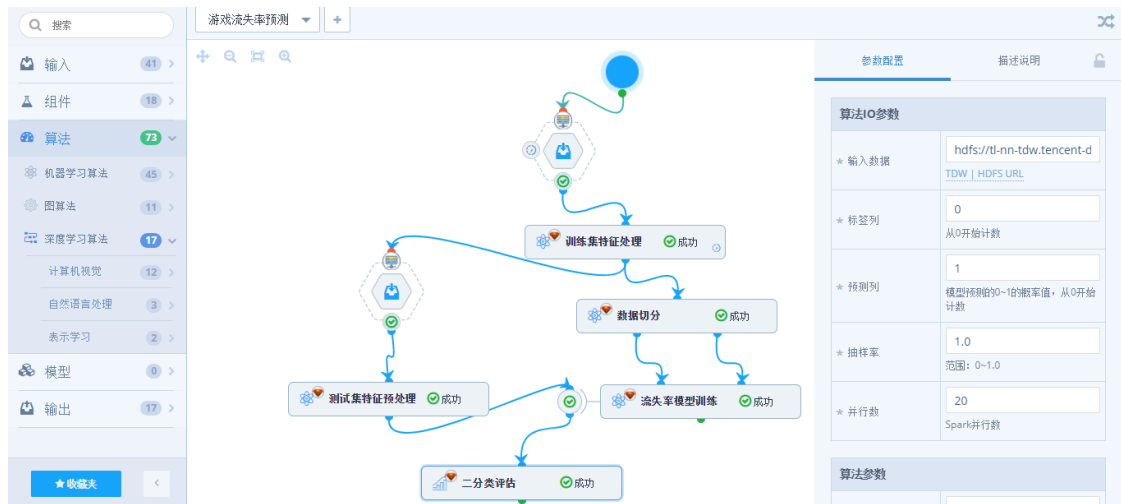 搜索
输入 41
组件 18
算法 73
机器学习算法 45
图算法 11
深度学习算法 17
计算机视觉 12
自然语言处理 3
表示学习 2
模型 0
输出 17
★收藏夹
游戏流失率预测
训练集特征处理 成功
数据切分 成功
测试集特征预处理 成功
流失率模型训练 成功
二分类评估 成功
参数配置 描述说明
算法IO参数
★ 输入数据
hdfs://tl-nn-tdw.tencent-d
TDW | HDFS URL
★ 标签列
0
从0开始计数
★ 预测列
1
模型预测的0~1的概率值，从0开始
计数
★ 抽样率
1.0
范围：0~1.0
★ 并行数
20
Spark并行数
算法参数